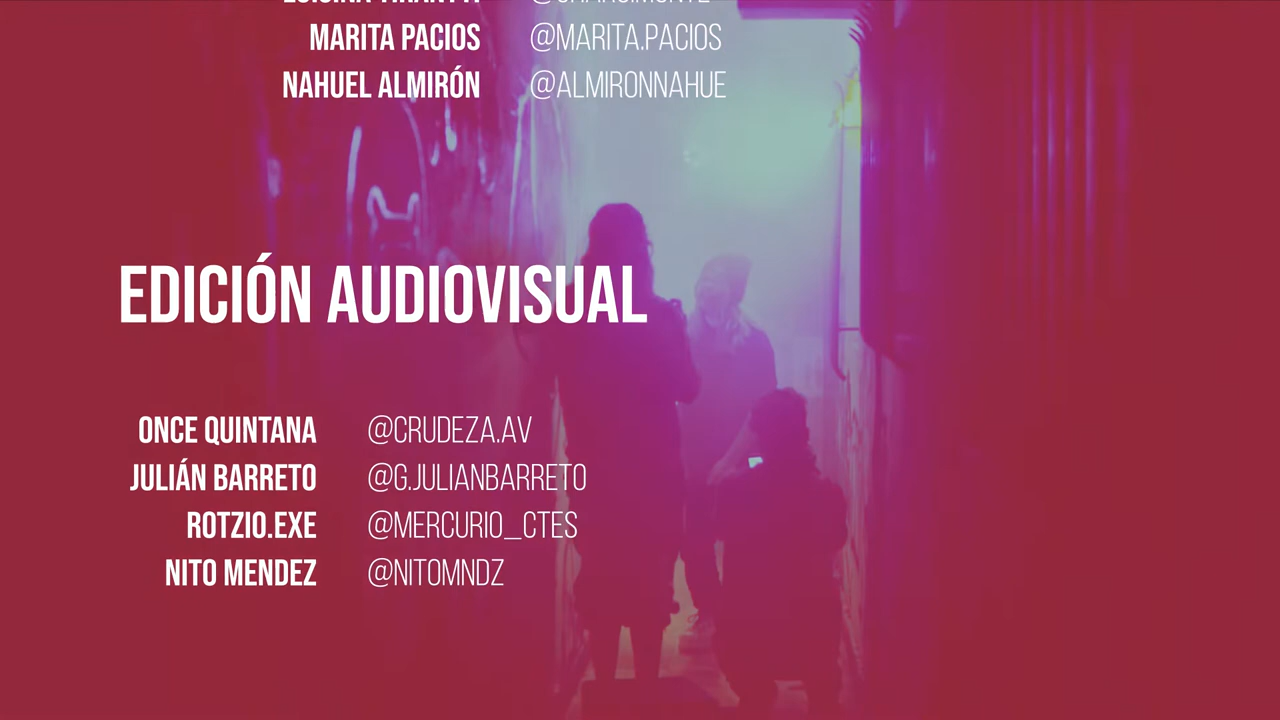 MARITA PACIOS @MARITA.PACIOS
NAHUEL ALMIRÓN @ALMIRONNAHUE
EDICIÓN AUDIOVISUAL
ONCE QUINTANA @CRUDEZA.AV
JULIÁN BARRETO @G.JULIANBARRETO
ROTZIO.EXE @MERCURIO_CTES
NITO MENDEZ @NITOMNDZ